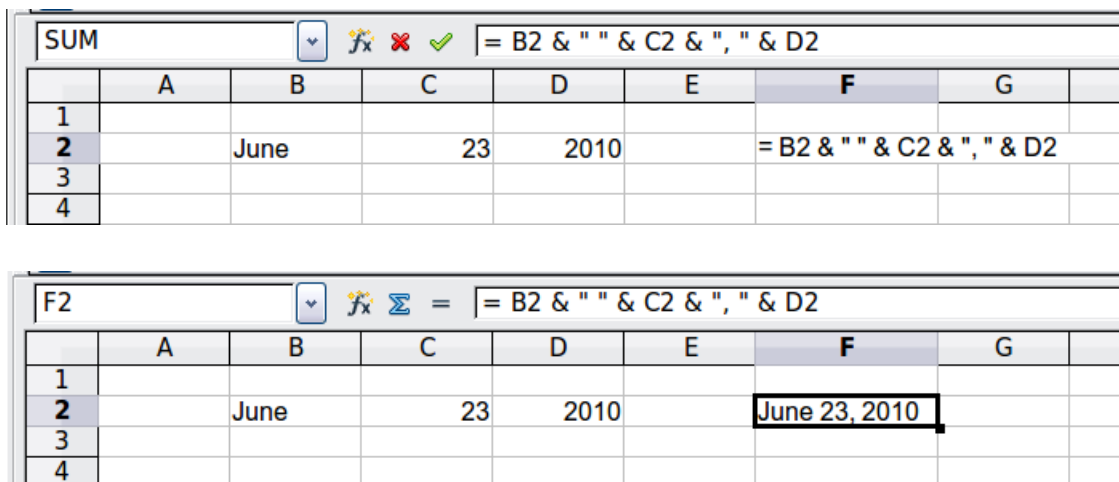 SUM = B2 & " " & C2 & ", " & D2
A B C D E F G
1
2 June 23 2010 = B2 & " " & C2 & ", " & D2
3
4
F2 = = B2 & " " & C2 & ", " & D2
A B C D E F G
1
2 June 23 2010 June 23, 2010
3
4